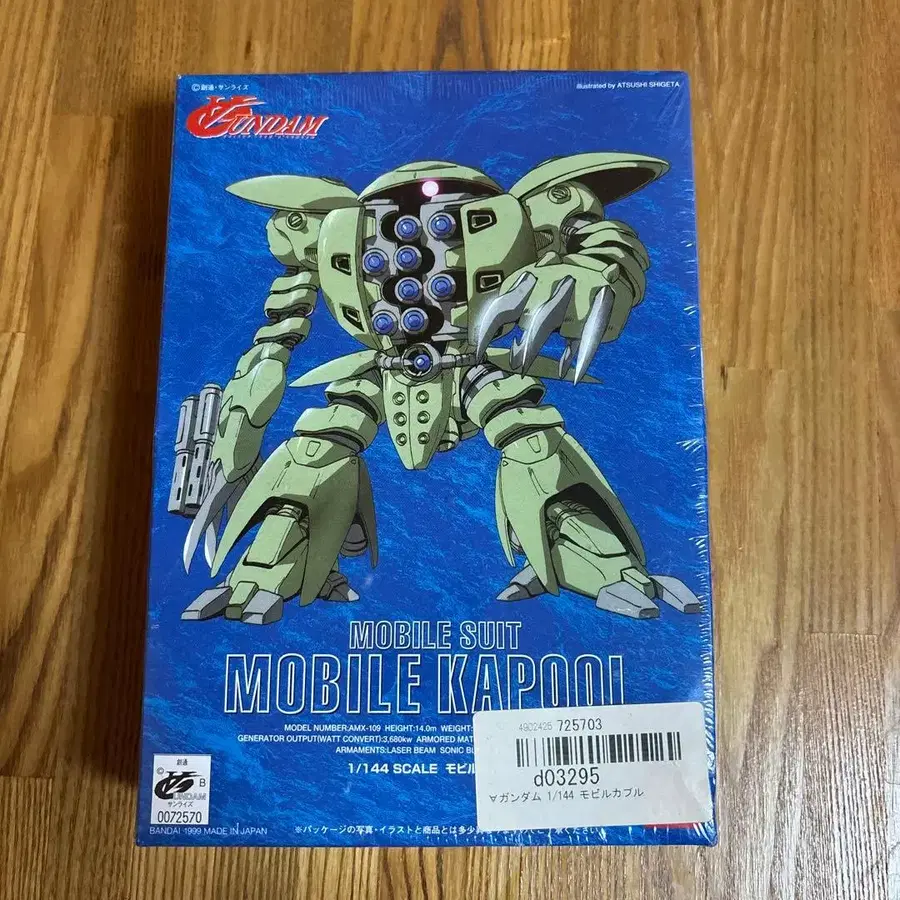 ©創通・サンライズ
Illustrated by ATSUSHI SHIGETA
∀GUNDAM
MOBILE SUIT
MOBILE KAPOOL
MODEL NUMBER:AMX-109 HEIGHT:14.0m WEIGHT:
GENERATOR OUTPUT(WATT CONVERT):3,680kw ARMORED MAT
ARMAMENTS:LASER BEAM SONIC BL
1/144 SCALE モビル
4902425 725703
d03295
∀ガンダム 1/144 モビルカプル
創通
©∀GUNDAM B
サンライズ
0072570
BANDAI 1999 MADE IN JAPAN
※パッケージの写真・イラストと商品とは多少異